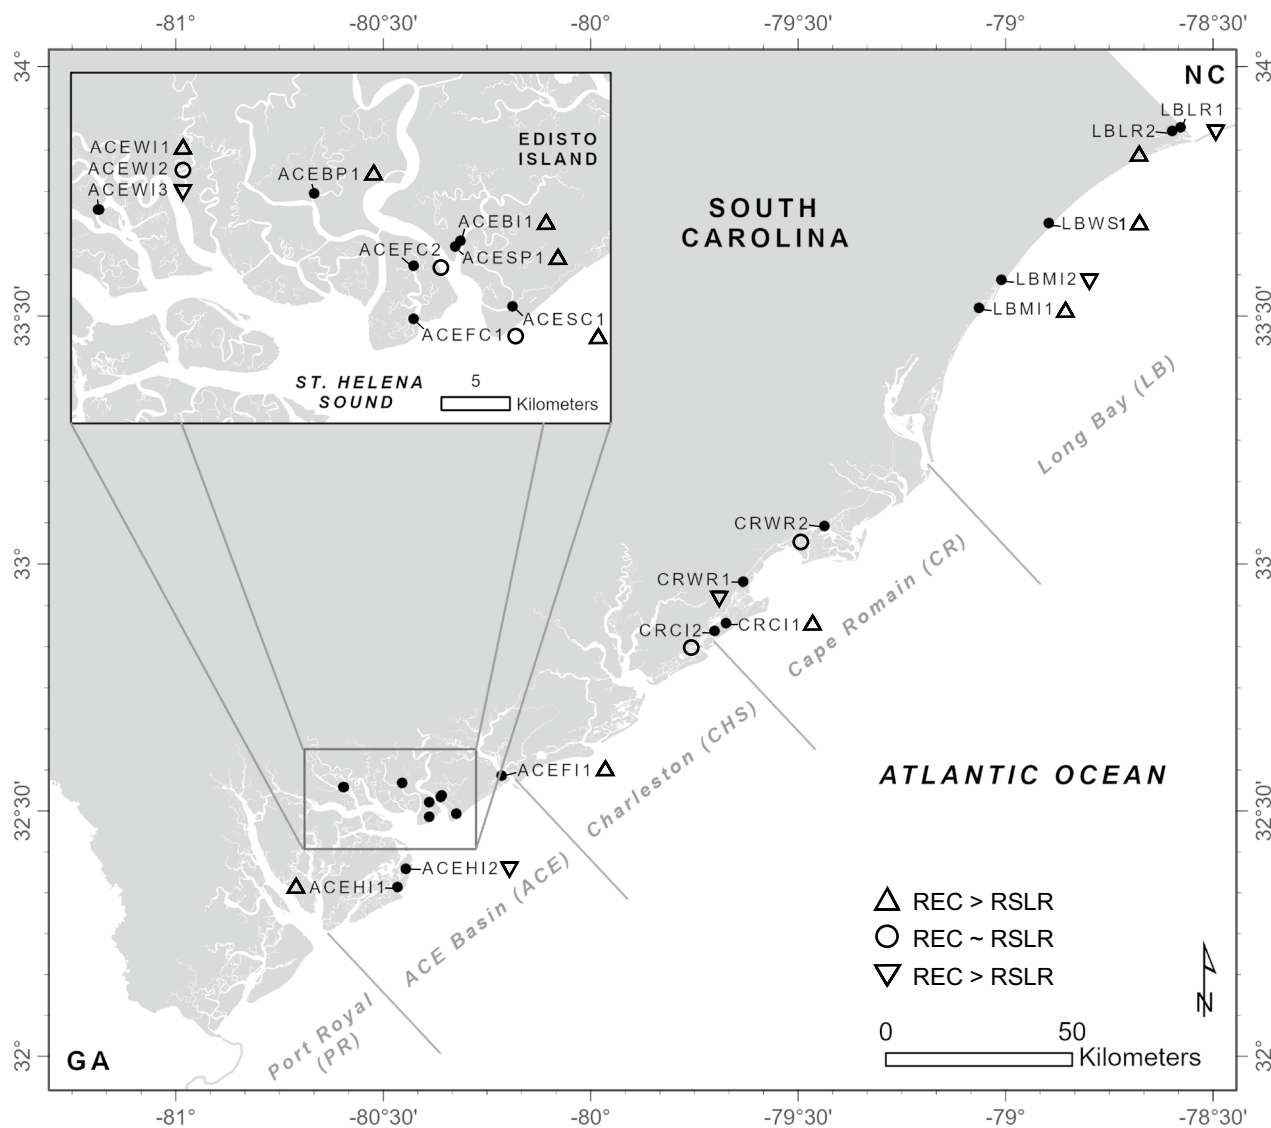 -81°
-80°30'
-80°
-79°30'
-79°
-78°30'
34°
34°
NC
LBLR1
LBLR2
EDISTO
ISLAND
ACEWI1
ACEWI2
ACEWI3
ACEBP1
ACEBI1
ACEFC2
ACESP1
ACESC1
ACEFC1
ST. HELENA
SOUND
5
Kilometers
SOUTH
CAROLINA
LBWS1
LBMI2
LBMI1
33°30'
33°30'
Long Bay (LB)
CRWR2
CRWR1
CRCI2
CRCI1
33°
33°
Cape Romain (CR)
Charleston (CHS)
ACEFI1
ATLANTIC OCEAN
32°30'
32°30'
ACEHI2
ACEHI1
ACE Basin (ACE)
Port Royal
(PR)
REC > RSLR
REC ~ RSLR
REC > RSLR
N
0
50
Kilometers
32°
32°
GA
-81°
-80°30'
-80°
-79°30'
-79°
-78°30'